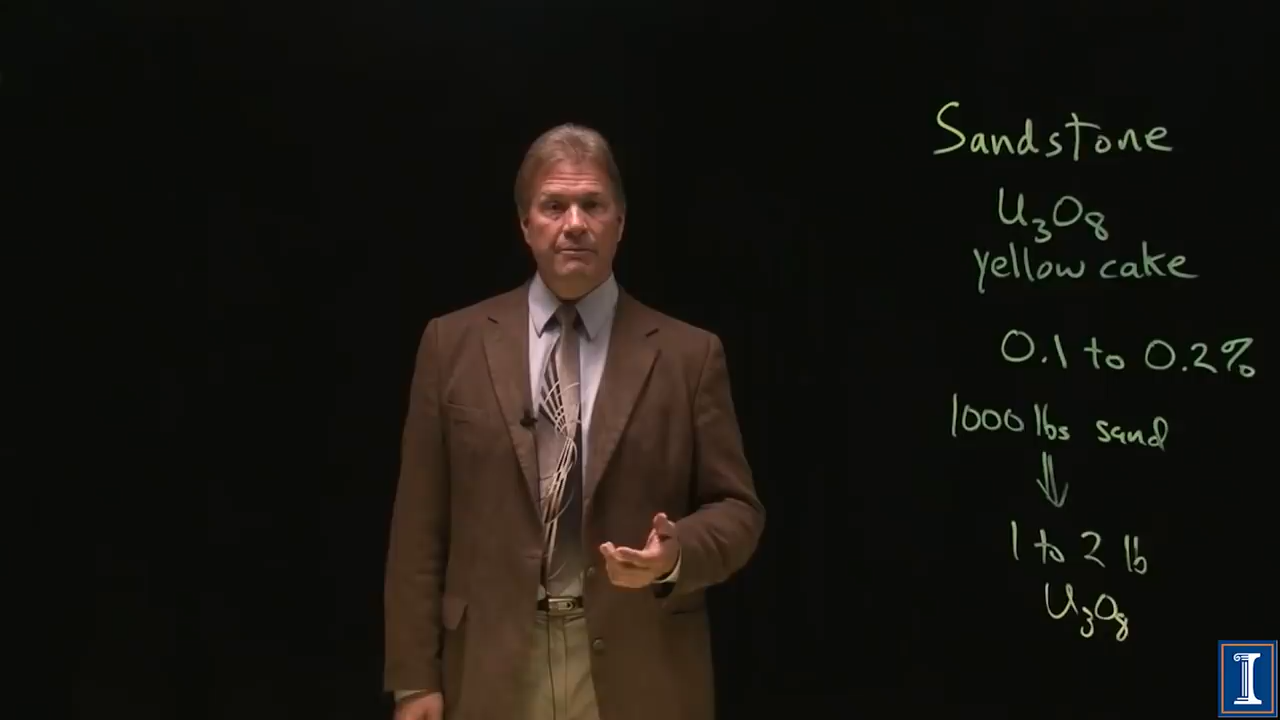 Sandstone
U₃O₈
yellow cake
0.1 to 0.2%
1000 lbs sand
⇓
1 to 2 lb
U₃O₈
I